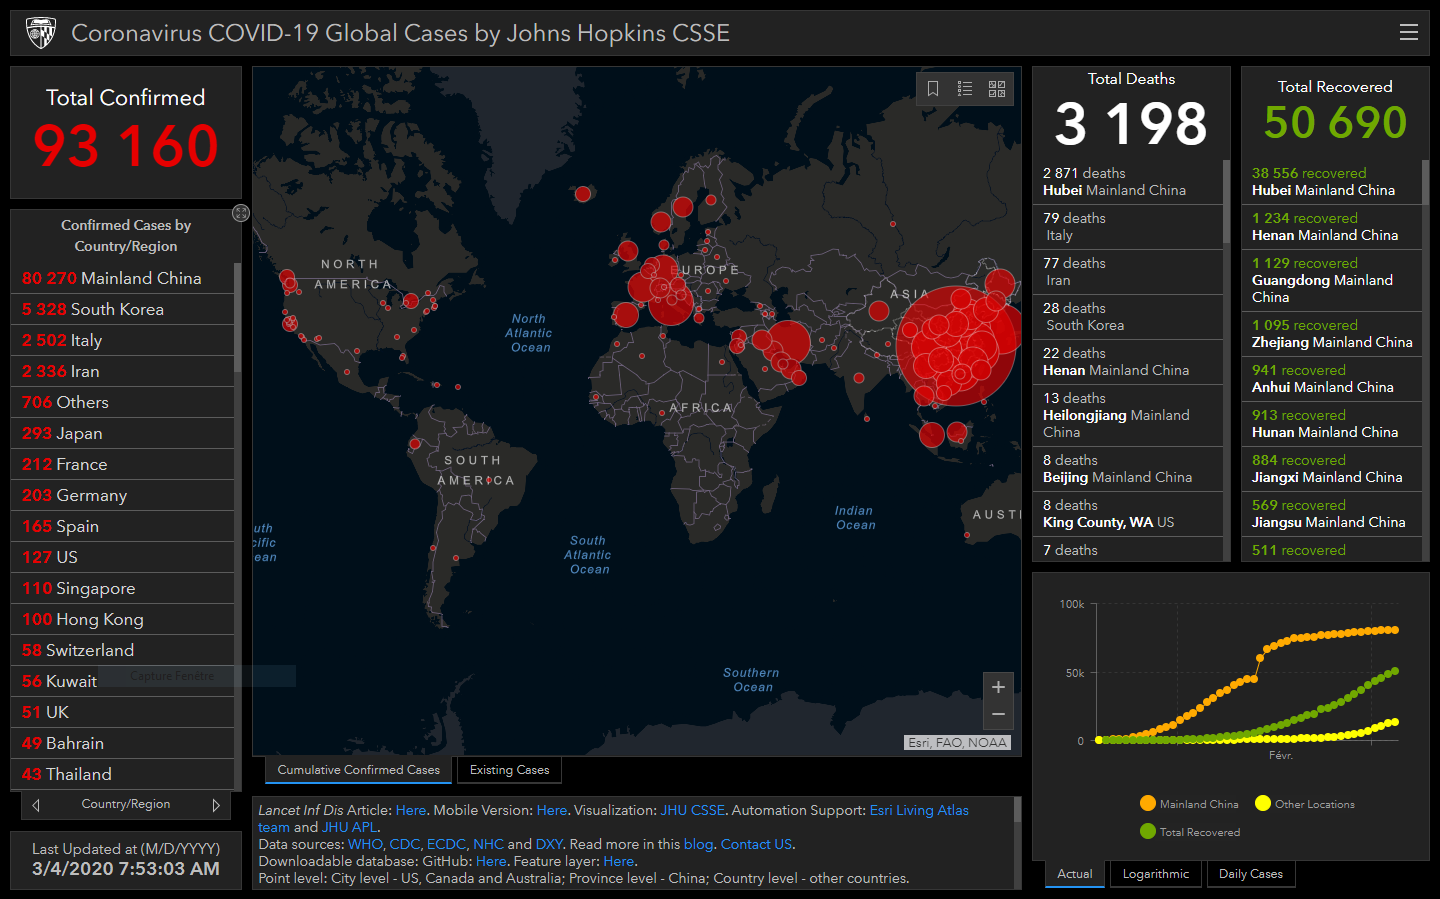 Coronavirus COVID-19 Global Cases by Johns Hopkins CSSE
Total Confirmed
93 160
Confirmed Cases by
Country/Region
80 270 Mainland China
5 328 South Korea
2 502 Italy
2 336 Iran
706 Others
293 Japan
212 France
203 Germany
165 Spain
127 US
110 Singapore
100 Hong Kong
58 Switzerland
56 Kuwait
Capture Fenêtre
51 UK
49 Bahrain
43 Thailand
Country/Region
Last Updated at (M/D/YYYY)
3/4/2020 7:53:03 AM
NORTH
AMERICA
EUROPE
ASIA
North
Atlantic
Ocean
AFRICA
SOUTH
AMERICA
Indian
Ocean
AUST
uth
cific
ean
South
Atlantic
Ocean
Southern
Ocean
+
−
Esri, FAO, NOAA
Cumulative Confirmed Cases
Existing Cases
Lancet Inf Dis Article: Here. Mobile Version: Here. Visualization: JHU CSSE. Automation Support: Esri Living Atlas
team and JHU APL.
Data sources: WHO, CDC, ECDC, NHC and DXY. Read more in this blog. Contact US.
Downloadable database: GitHub: Here. Feature layer: Here.
Point level: City level - US, Canada and Australia; Province level - China; Country level - other countries.
Total Deaths
3 198
2 871 deaths
Hubei Mainland China
79 deaths
Italy
77 deaths
Iran
28 deaths
South Korea
22 deaths
Henan Mainland China
13 deaths
Heilongjiang Mainland
China
8 deaths
Beijing Mainland China
8 deaths
King County, WA US
7 deaths
Total Recovered
50 690
38 556 recovered
Hubei Mainland China
1 234 recovered
Henan Mainland China
1 129 recovered
Guangdong Mainland
China
1 095 recovered
Zhejiang Mainland China
941 recovered
Anhui Mainland China
913 recovered
Hunan Mainland China
884 recovered
Jiangxi Mainland China
569 recovered
Jiangsu Mainland China
511 recovered
100k
50k
0
Févr.
Mainland China
Other Locations
Total Recovered
Actual
Logarithmic
Daily Cases